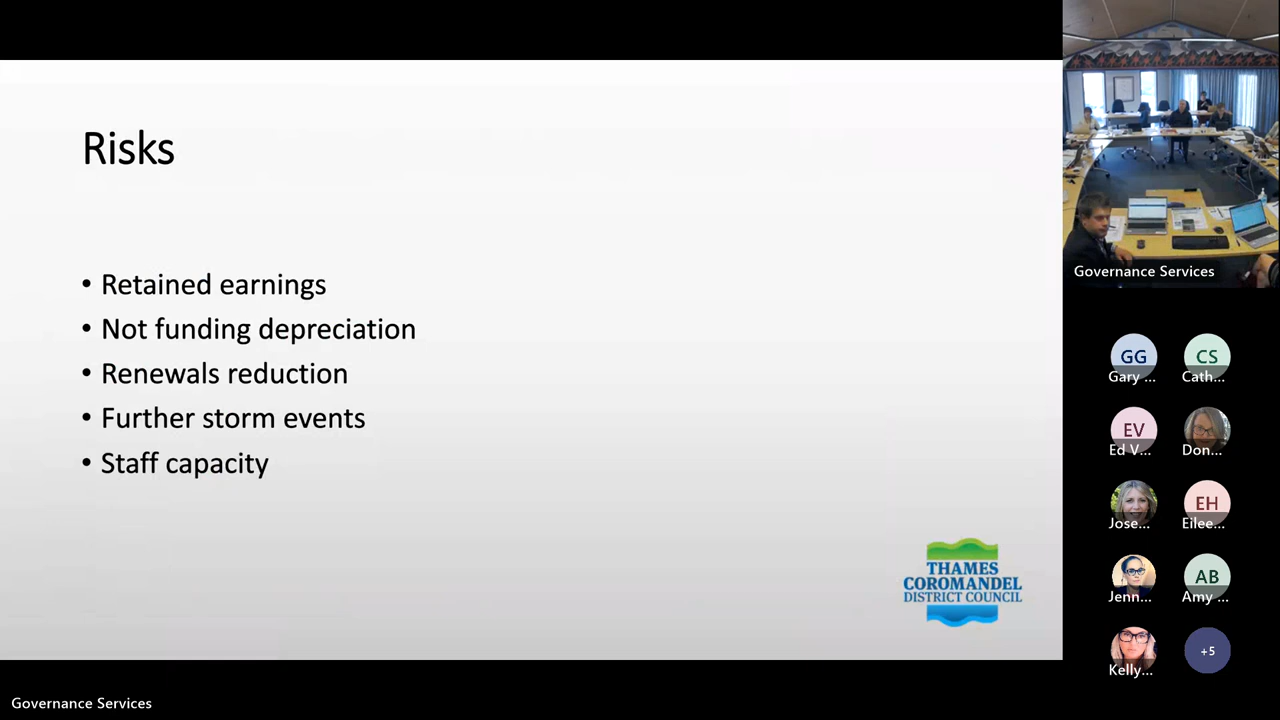 Risks
• Retained earnings
• Not funding depreciation
• Renewals reduction
• Further storm events
• Staff capacity
THAMES
COROMANDEL
DISTRICT COUNCIL
Governance Services
GG
Gary ...
CS
Cath...
EV
Ed V...
Don...
Jose...
EH
Eilee...
Jenn...
AB
Amy ...
Kelly...
+5
Governance Services